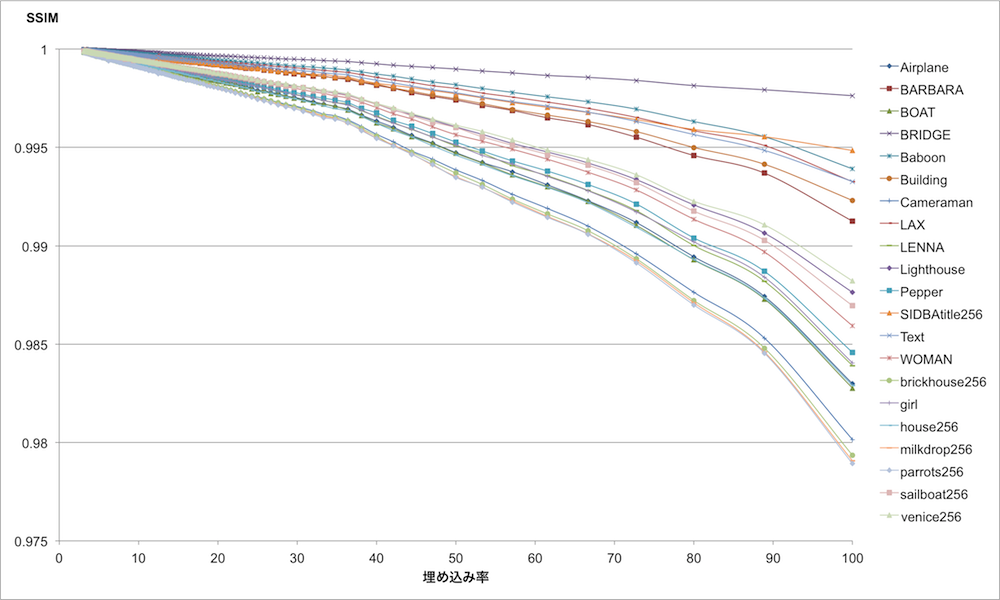 SSIM
1
0.995
0.99
0.985
0.98
0.975
0 10 20 30 40 50 60 70 80 90 100
埋め込み率
Airplane
BARBARA
BOAT
BRIDGE
Baboon
Building
Cameraman
LAX
LENNA
Lighthouse
Pepper
SIDBAtitle256
Text
WOMAN
brickhouse256
girl
house256
milkdrop256
parrots256
sailboat256
venice256